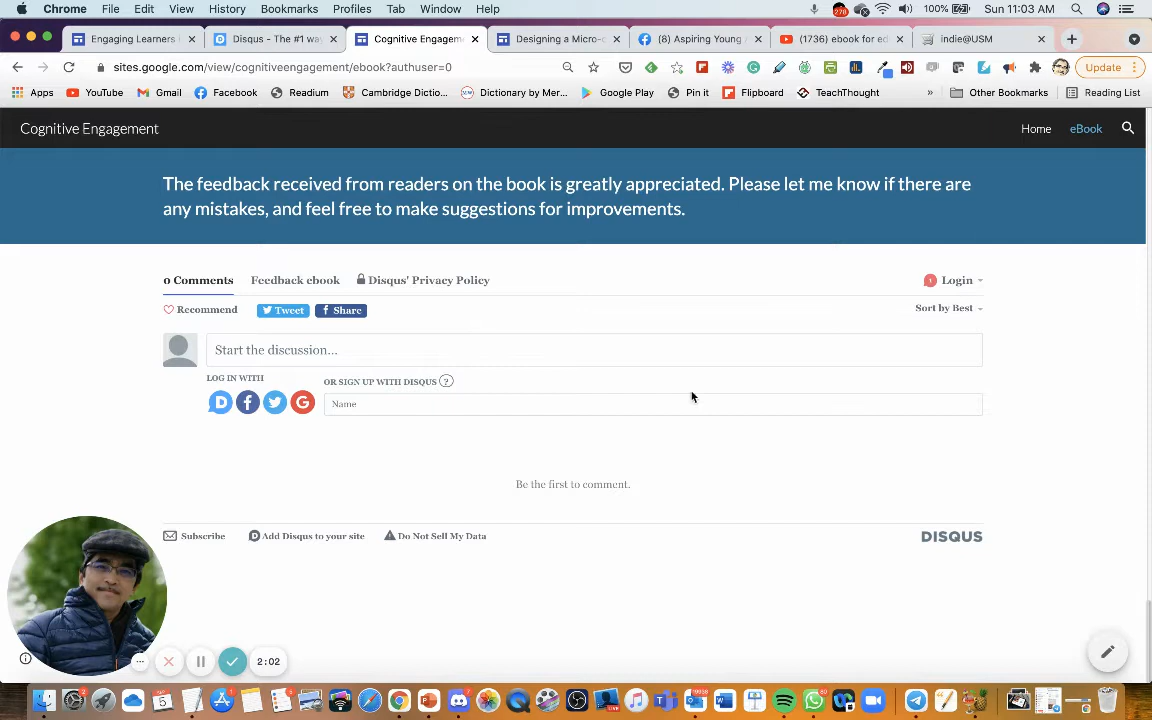 Chrome File Edit View History Bookmarks Profiles Tab Window Help
278
100%
Sun 11:03 AM
Engaging Learners
Disqus - The #1 wa
Cognitive Engagem
Designing a Micro-c
(8) Aspiring Young
(1736) ebook for ed
indie@USM
sites.google.com/view/cognitiveengagement/ebook?authuser=0
Update
Apps YouTube Gmail Facebook Readium Cambridge Dictio... Dictionary by Mer... Google Play Pin it Flipboard TeachThought » Other Bookmarks Reading List
Cognitive Engagement
Home eBook
The feedback received from readers on the book is greatly appreciated. Please let me know if there are
any mistakes, and feel free to make suggestions for improvements.
0 Comments Feedback ebook Disqus' Privacy Policy
1 Login
Recommend Tweet f Share
Sort by Best
Start the discussion...
LOG IN WITH
OR SIGN UP WITH DISQUS ?
D f G
Name
Be the first to comment.
Subscribe D Add Disqus to your site Do Not Sell My Data
DISQUS
2:02